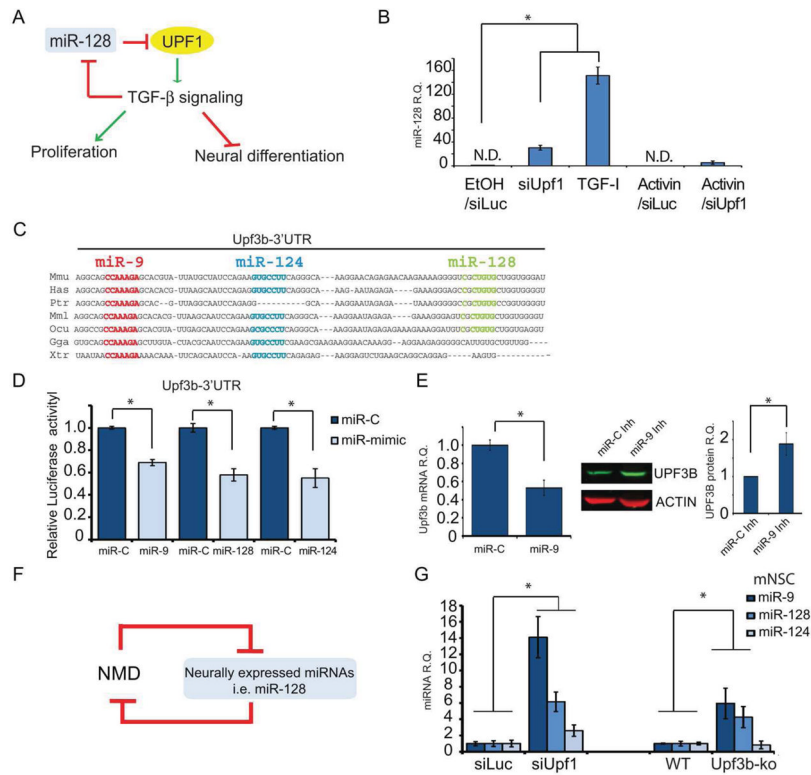 A
miR-128
UPF1
TGF-β signaling
Proliferation
Neural differentiation
B
*
miR-128 R.Q.
160
120
80
40
0
N.D.
N.D.
EtOH
/siLuc
siUpf1
TGF-I
Activin
/siLuc
Activin
/siUpf1
C
Upf3b-3'UTR
miR-9
miR-124
miR-128
Mmu
Has
Ptr
Mml
Ocu
Gga
Xtr
D
Upf3b-3'UTR
Relative Luciferase activityl
1.2
1.0
0.8
0.6
0.4
0.2
0
*
*
*
miR-C
miR-mimic
miR-C
miR-9
miR-C
miR-128
miR-C
miR-124
E
Upf3b mRNA R.Q.
1.2
1.0
0.8
0.6
0.4
0.2
0
*
miR-C
miR-9
miR-C Inh
miR-9 Inh
UPF3B
ACTIN
UPF3B protein R.Q.
*
2
1
0
miR-C Inh
miR-9 Inh
F
NMD
Neurally expressed miRNAs
i.e. miR-128
G
mNSC
miR-9
miR-128
miR-124
miRNA R.Q.
18
16
14
12
10
8
6
4
2
0
*
*
siLuc
siUpf1
WT
Upf3b-ko